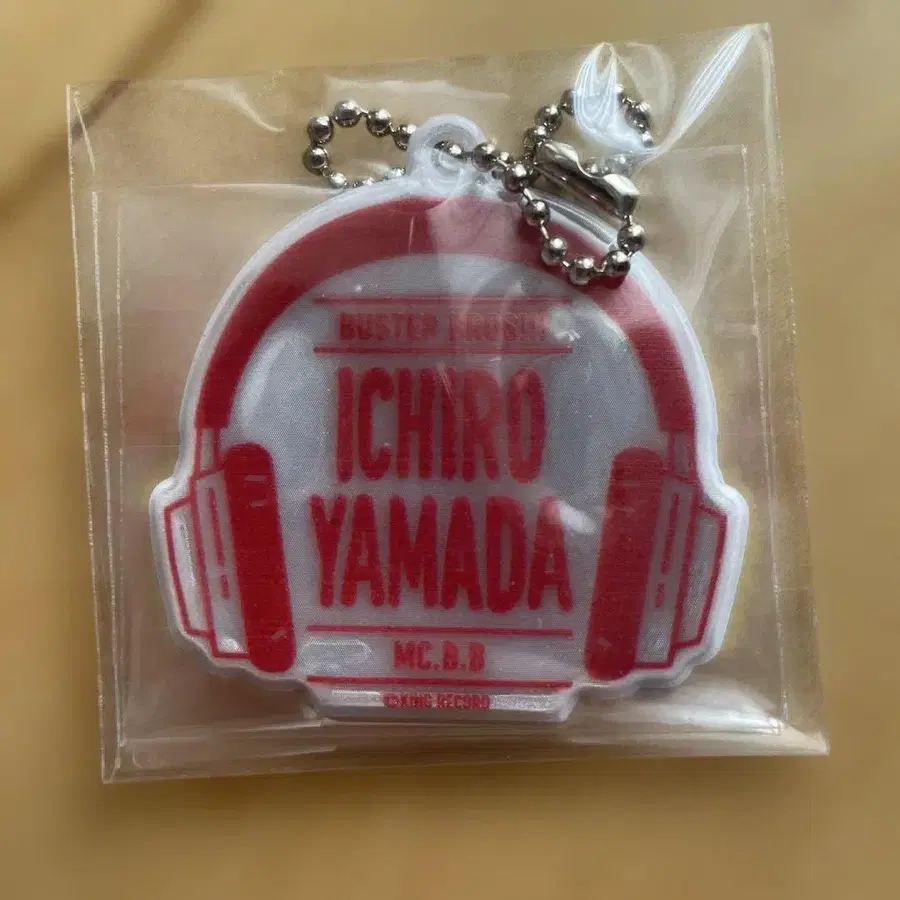 BUSTER BROS!!!
ICHIRO
YAMADA
MC.B.B
©KING RECORD